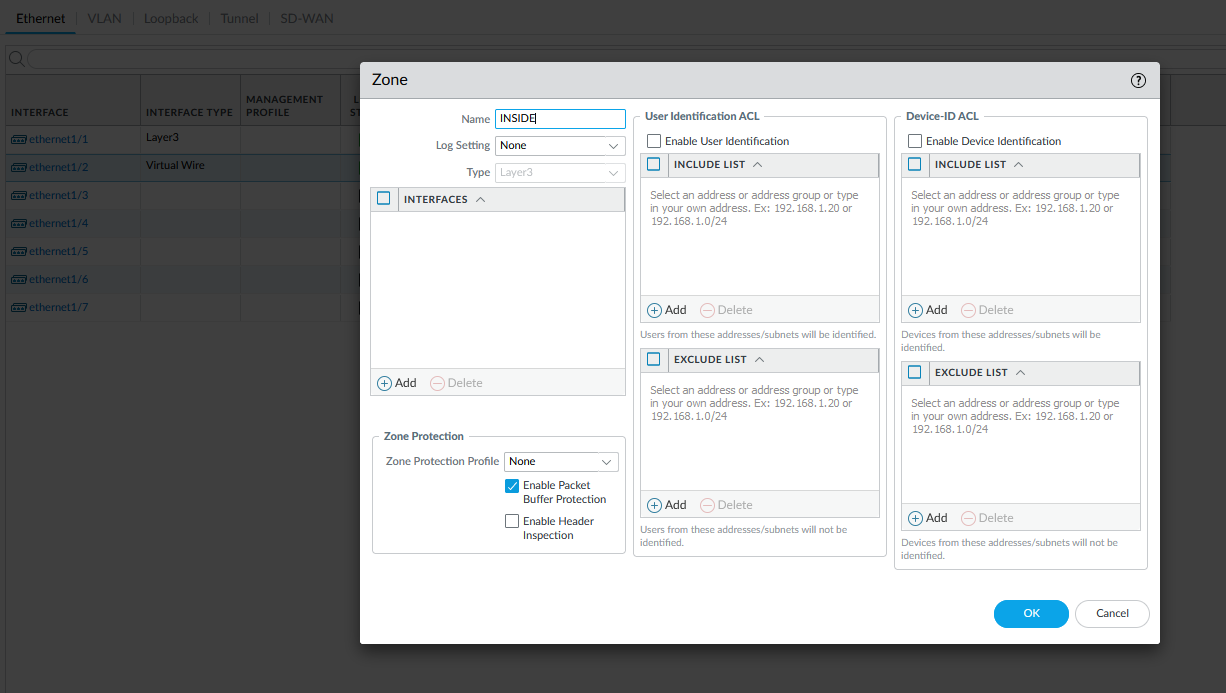 Ethernet VLAN Loopback Tunnel SD-WAN
Zone
INTERFACE
INTERFACE TYPE
MANAGEMENT
PROFILE
ethernet1/1 Layer3
ethernet1/2 Virtual Wire
ethernet1/3
ethernet1/4
ethernet1/5
ethernet1/6
ethernet1/7
Name INSIDE
Log Setting None
Type Layer3
INTERFACES
Add Delete
Zone Protection
Zone Protection Profile None
Enable Packet
Buffer Protection
Enable Header
Inspection
User Identification ACL
Enable User Identification
INCLUDE LIST
Select an address or address group or type
in your own address. Ex: 192.168.1.20 or
192.168.1.0/24
Add Delete
Users from these addresses/subnets will be identified.
EXCLUDE LIST
Select an address or address group or type
in your own address. Ex: 192.168.1.20 or
192.168.1.0/24
Add Delete
Users from these addresses/subnets will not be
identified.
Device-ID ACL
Enable Device Identification
INCLUDE LIST
Select an address or address group or type
in your own address. Ex: 192.168.1.20 or
192.168.1.0/24
Add Delete
Devices from these addresses/subnets will be
identified.
EXCLUDE LIST
Select an address or address group or type
in your own address. Ex: 192.168.1.20 or
192.168.1.0/24
Add Delete
Devices from these addresses/subnets will not be
identified.
OK Cancel